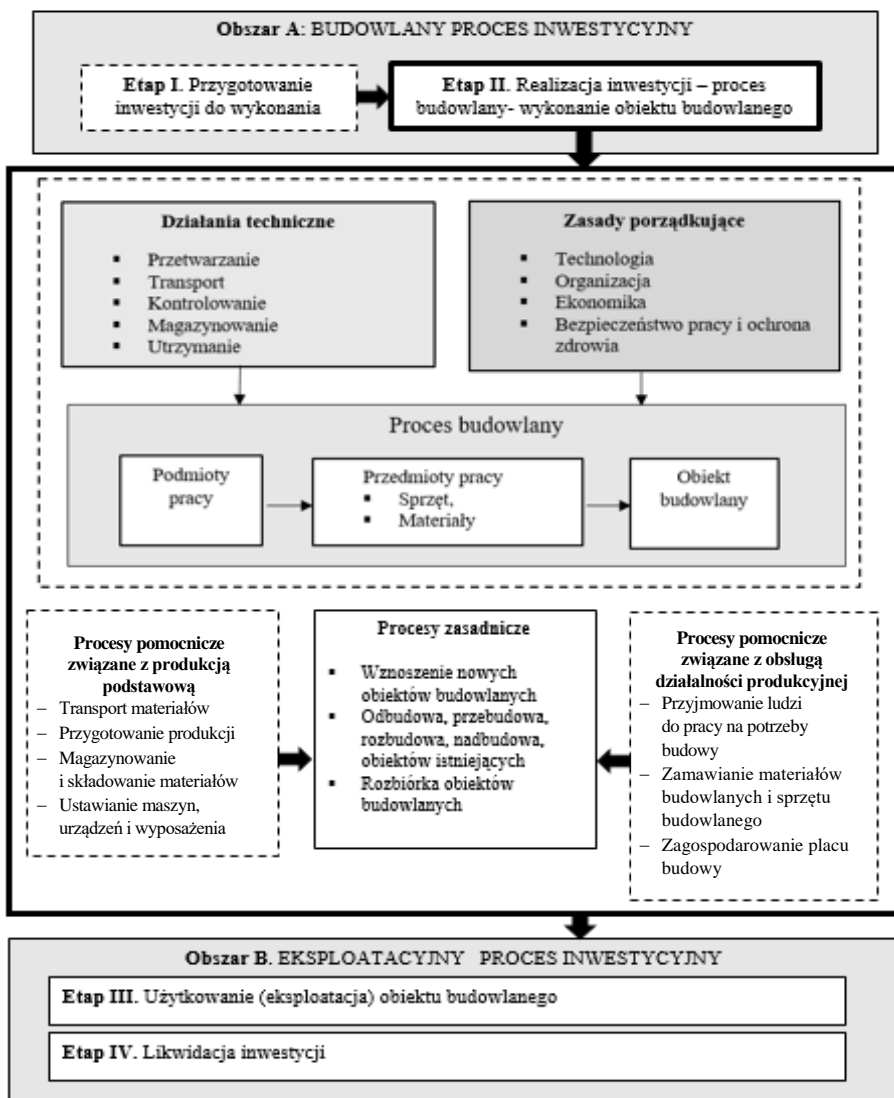 Obszar A: BUDOWLANY PROCES INWESTYCYJNY
Etap I. Przygotowanie
inwestycji do wykonania
Etap II. Realizacja inwestycji – proces
budowlany- wykonanie obiektu budowlanego
Działania techniczne
▪ Przetwarzanie
▪ Transport
▪ Kontrolowanie
▪ Magazynowanie
▪ Utrzymanie
Zasady porządkujące
▪ Technologia
▪ Organizacja
▪ Ekonomika
▪ Bezpieczeństwo pracy i ochrona
zdrowia
Proces budowlany
Podmioty
pracy
Przedmioty pracy
▪ Sprzęt,
▪ Materiały
Obiekt
budowlany
Procesy pomocnicze
związane z produkcją
podstawową
– Transport materiałów
– Przygotowanie produkcji
– Magazynowanie
i składowanie materiałów
– Ustawianie maszyn,
urządzeń i wyposażenia
Procesy zasadnicze
▪ Wznoszenie nowych
obiektów budowlanych
▪ Odbudowa, przebudowa,
rozbudowa, nadbudowa,
obiektów istniejących
▪ Rozbiórka obiektów
budowlanych
Procesy pomocnicze
związane z obsługą
działalności produkcyjnej
– Przyjmowanie ludzi
do pracy na potrzeby
budowy
– Zamawianie materiałów
budowlanych i sprzętu
budowlanego
– Zagospodarowanie placu
budowy
Obszar B. EKSPLOATACYJNY PROCES INWESTYCYJNY
Etap III. Użytkowanie (eksploatacja) obiektu budowlanego
Etap IV. Likwidacja inwestycji